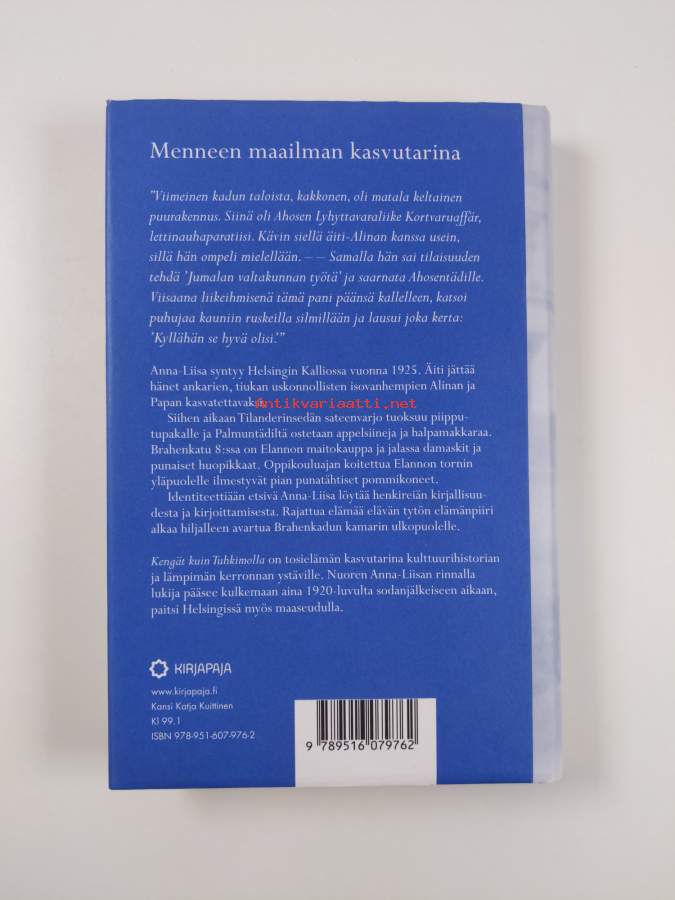 Menneen maailman kasvutarina
"Viimeinen kadun taloista, kakkonen, oli matala keltainen
puurakennus. Siinä oli Ahosen Lyhyttavaraliike Kortvaruaffär,
lettinauhaparatiisi. Kävin siellä äiti-Alinan kanssa usein,
sillä hän ompeli mielellään. – – Samalla hän sai tilaisuuden
tehdä 'Jumalan valtakunnan työtä' ja saarnata Ahosentädille.
Viisaana liikeihmisenä tämä pani päänsä kallelleen, katsoi
puhujaa kauniin ruskeilla silmillään ja lausui joka kerta:
'Kyllähän se hyvä olisi.'"
Anna-Liisa syntyy Helsingin Kalliossa vuonna 1925. Äiti jättää
hänet ankarien, tiukan uskonnollisten isovanhempien Alinan ja
Papan kasvatettavaksi.
Antikvariaatti.net
Siihen aikaan Tilanderinsedän sateenvarjo tuoksuu piippu-
tupakalle ja Palmuntädiltä ostetaan appelsiineja ja halpamakkaraa.
Brahenkatu 8:ssa on Elannon maitokauppa ja jalassa damaskit ja
punaiset huopikkaat. Oppikouluajan koitettua Elannon tornin
yläpuolelle ilmestyvät pian punatähtiset pommikoneet.
Identiteettiään etsivä Anna-Liisa löytää henkireiän kirjallisuu-
desta ja kirjoittamisesta. Rajattua elämää elävän tytön elämänpiiri
alkaa hiljalleen avartua Brahenkadun kamarin ulkopuolelle.
Kengät kuin Tuhkimolla on tosielämän kasvutarina kulttuurihistorian
ja lämpimän kerronnan ystäville. Nuoren Anna-Liisan rinnalla
lukija pääsee kulkemaan aina 1920-luvulta sodanjälkeiseen aikaan,
paitsi Helsingissä myös maaseudulla.
KIRJAPAJA
www.kirjapaja.fi
Kansi Katja Kuittinen
Kl 99.1
ISBN 978-951-607-976-2
9 789516 079762